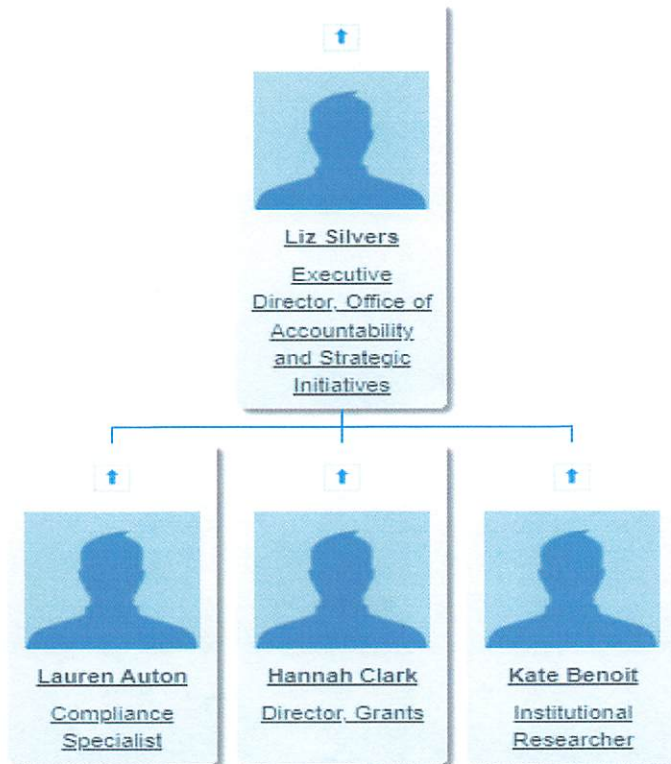 Liz Silvers
Executive
Director, Office of
Accountability
and Strategic
Initiatives
Lauren Auton
Compliance
Specialist
Hannah Clark
Director, Grants
Kate Benoit
Institutional
Researcher